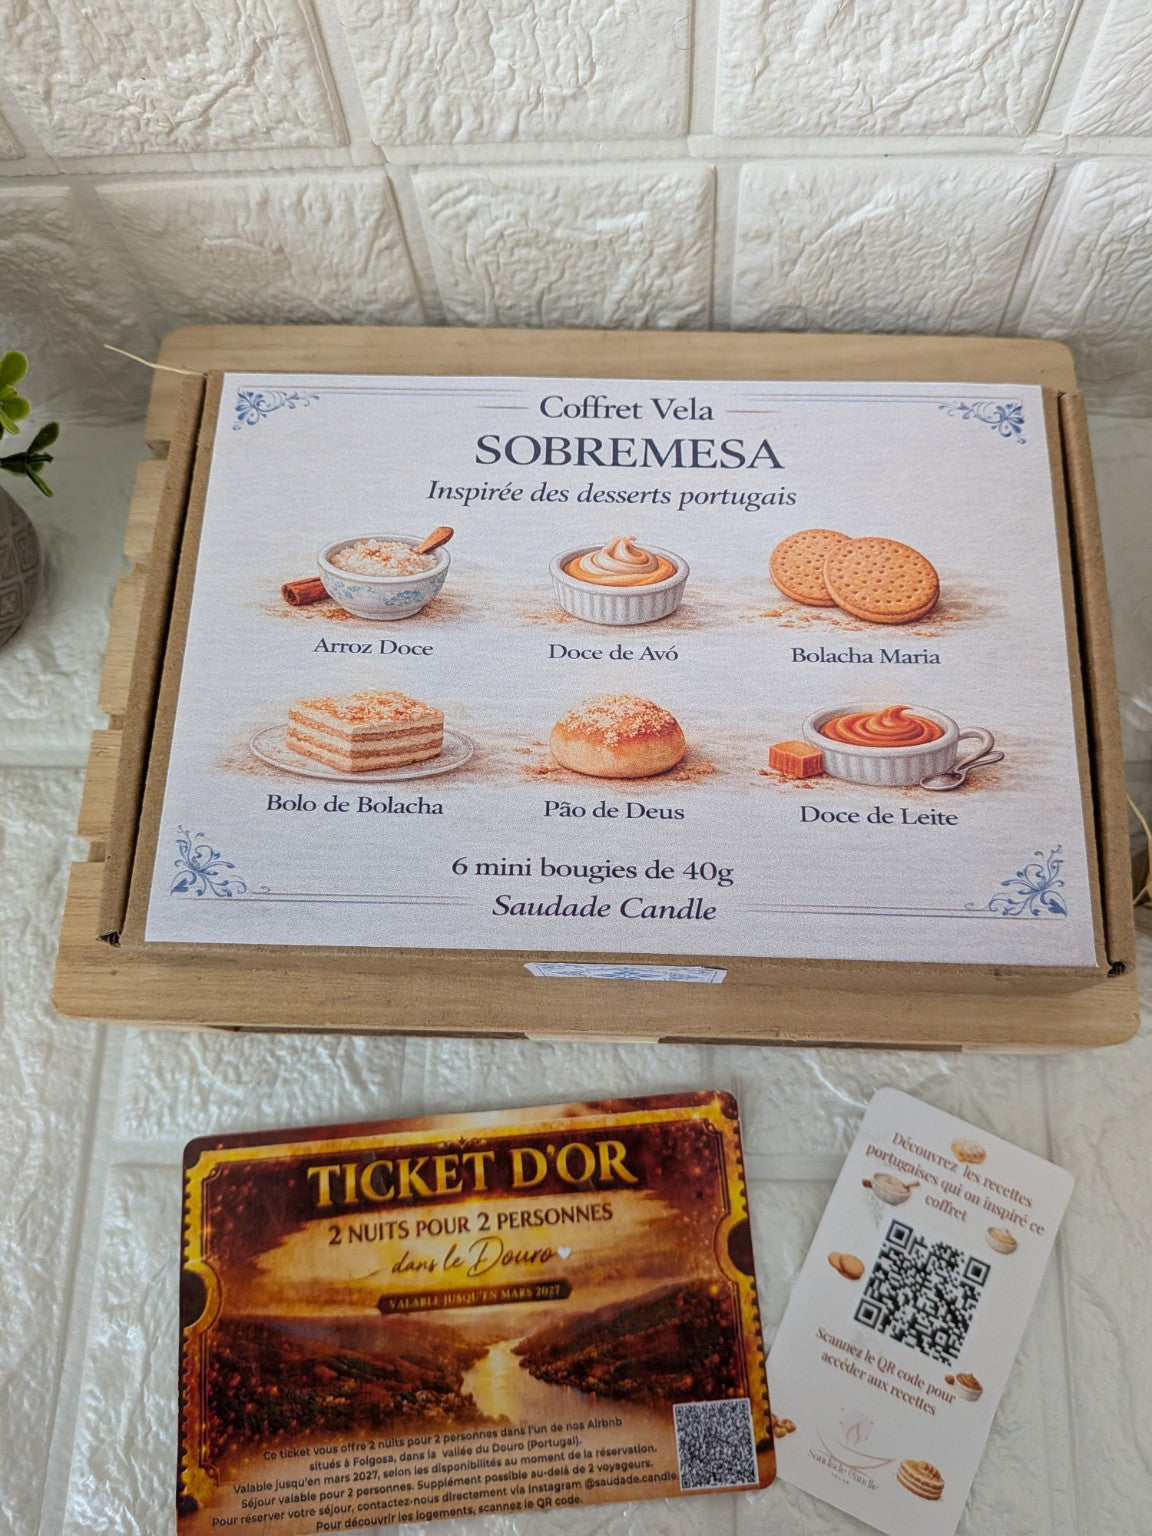 Coffret Vela
SOBREMESA
Inspirée des desserts portugais
Arroz Doce
Doce de Avó
Bolacha Maria
Bolo de Bolacha
Pão de Deus
Doce de Leite
6 mini bougies de 40g
Saudade Candle
TICKET D'OR
2 NUITS POUR 2 PERSONNES
dans le Douro
VALABLE JUSQU'EN MARS 2027
Ce ticket vous offre 2 nuits pour 2 personnes dans l'un de nos Airbnb
situés à Folgosa, dans la vallée du Douro (Portugal).
Valable jusqu'en mars 2027, selon les disponibilités au moment de la réservation.
Séjour valable pour 2 personnes. Supplément possible au-delà de 2 voyageurs.
Pour réserver votre séjour, contactez-nous directement via Instagram @saudade.candle.
Pour découvrir les logements, scannez le QR code.
Découvrez les recettes
portugaises qui on inspiré ce
coffret
Scannez le QR code pour
accéder aux recettes
Saudade Candle